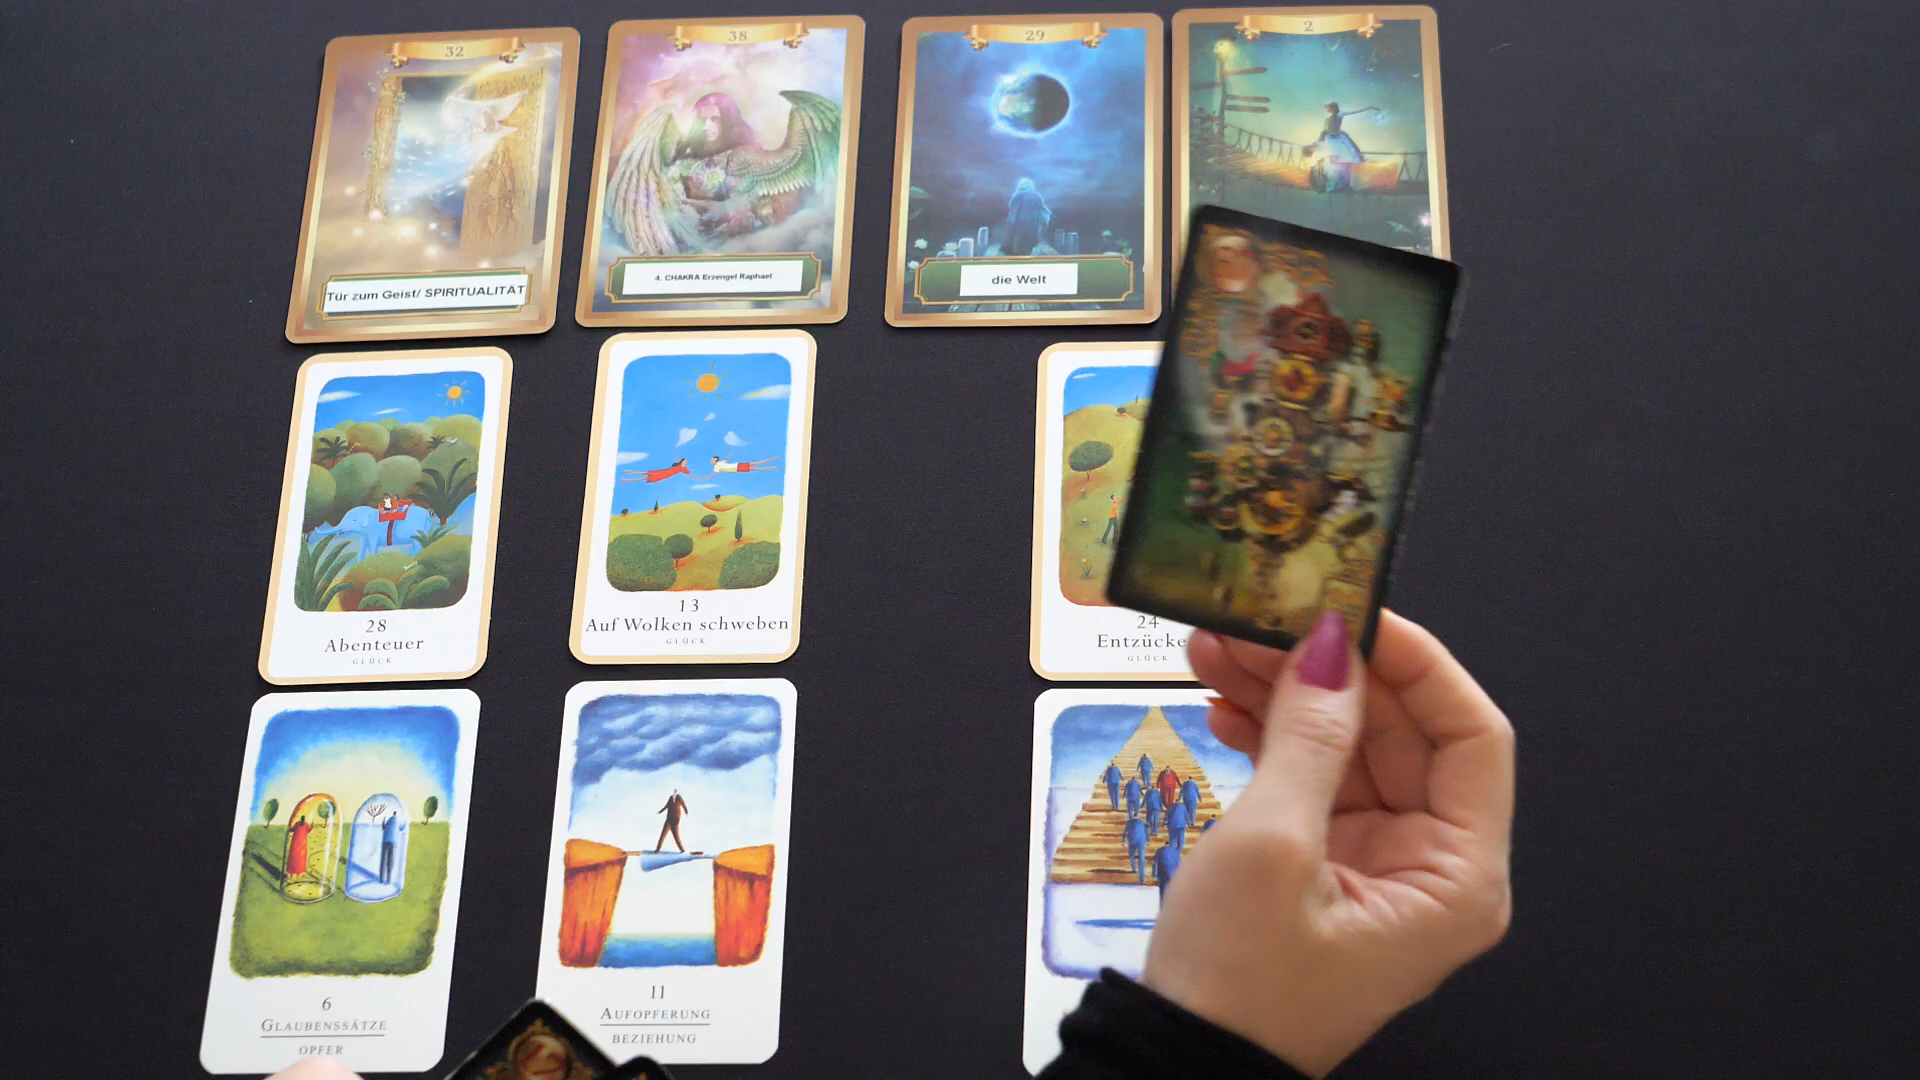 32
38
29
2
Tür zum Geist/ SPIRITUALITÄT
4. CHAKRA Erzengel Raphael
die Welt
28
Abenteuer
GLÜCK
13
Auf Wolken schweben
GLÜCK
24
Entzücke
GLÜCK
6
GLAUBENSSÄTZE
OPFER
11
AUFOPFERUNG
BEZIEHUNG